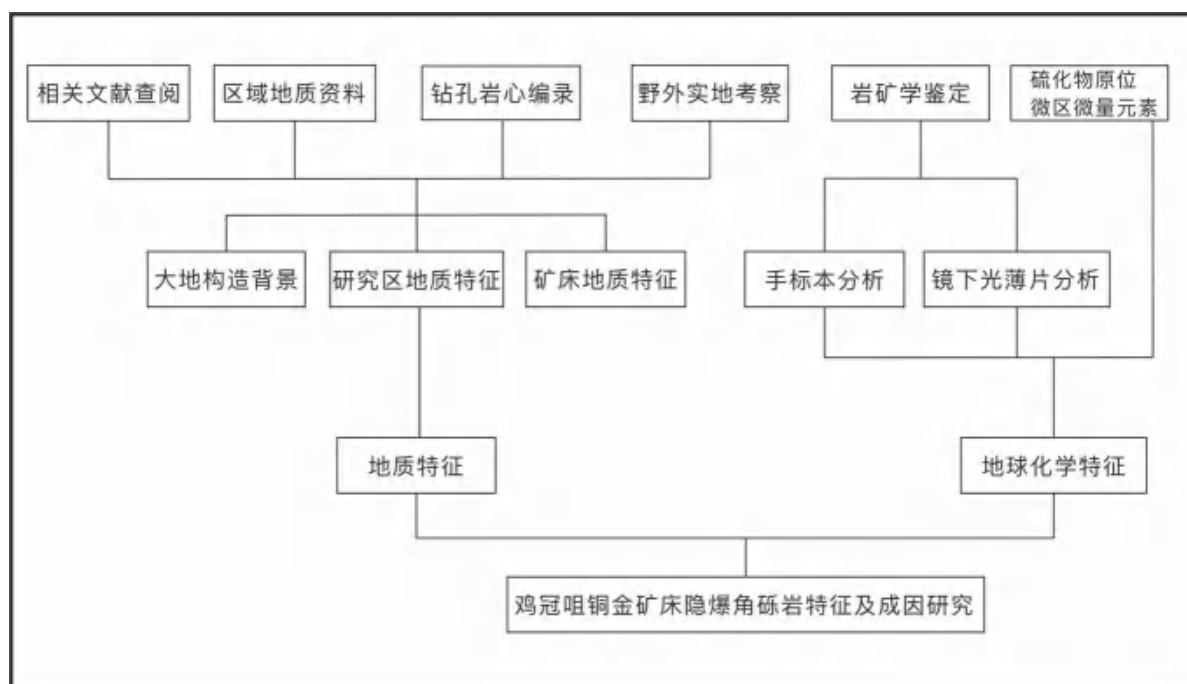 相关文献查阅
区域地质资料
钻孔岩心编录
野外实地考察
岩矿学鉴定
硫化物原位
微区微量元素
大地构造背景
研究区地质特征
矿床地质特征
手标本分析
镜下光薄片分析
地质特征
地球化学特征
鸡冠咀铜金矿床隐爆角砾岩特征及成因研究